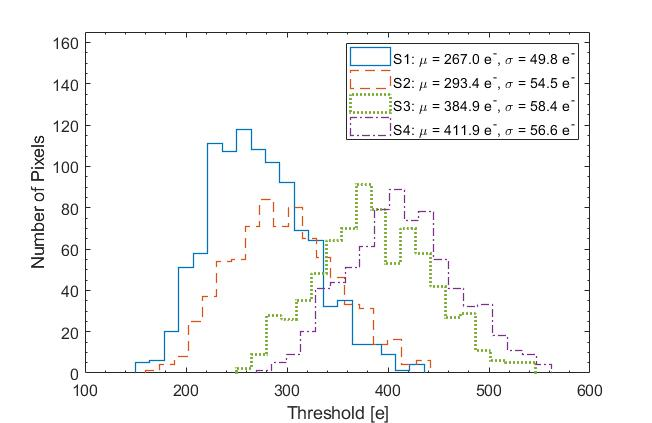 160
140
120
100
80
60
40
20
0
Number of Pixels
S1: μ = 267.0 e⁻, σ = 49.8 e⁻
S2: μ = 293.4 e⁻, σ = 54.5 e⁻
S3: μ = 384.9 e⁻, σ = 58.4 e⁻
S4: μ = 411.9 e⁻, σ = 56.6 e⁻
100 200 300 400 500 600
Threshold [e]